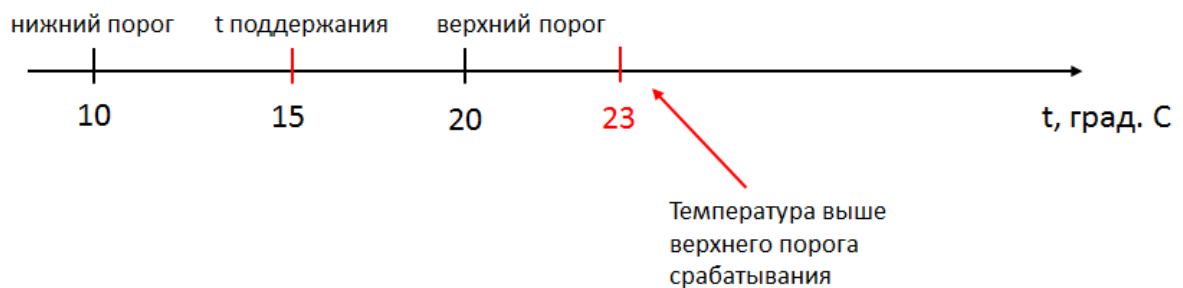 нижний порог t поддержания верхний порог
10 15 20 23 t, град. С
Температура выше
верхнего порога
срабатывания